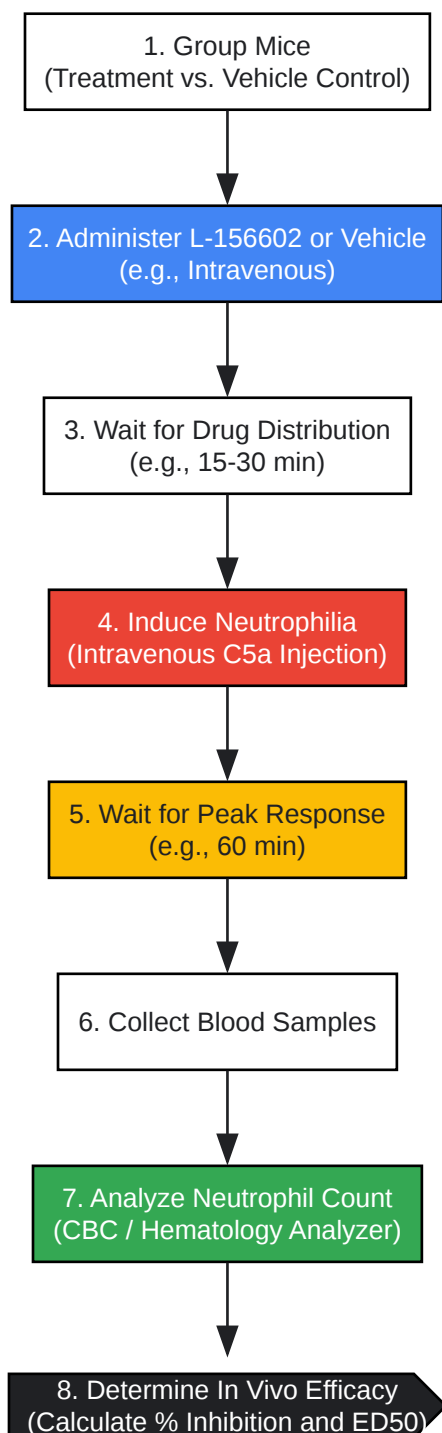 1. Group Mice
(Treatment vs. Vehicle Control)
2. Administer L-156602 or Vehicle
(e.g., Intravenous)
3. Wait for Drug Distribution
(e.g., 15-30 min)
4. Induce Neutrophilia
(Intravenous C5a Injection)
5. Wait for Peak Response
(e.g., 60 min)
6. Collect Blood Samples
7. Analyze Neutrophil Count
(CBC / Hematology Analyzer)
8. Determine In Vivo Efficacy
(Calculate % Inhibition and ED50)